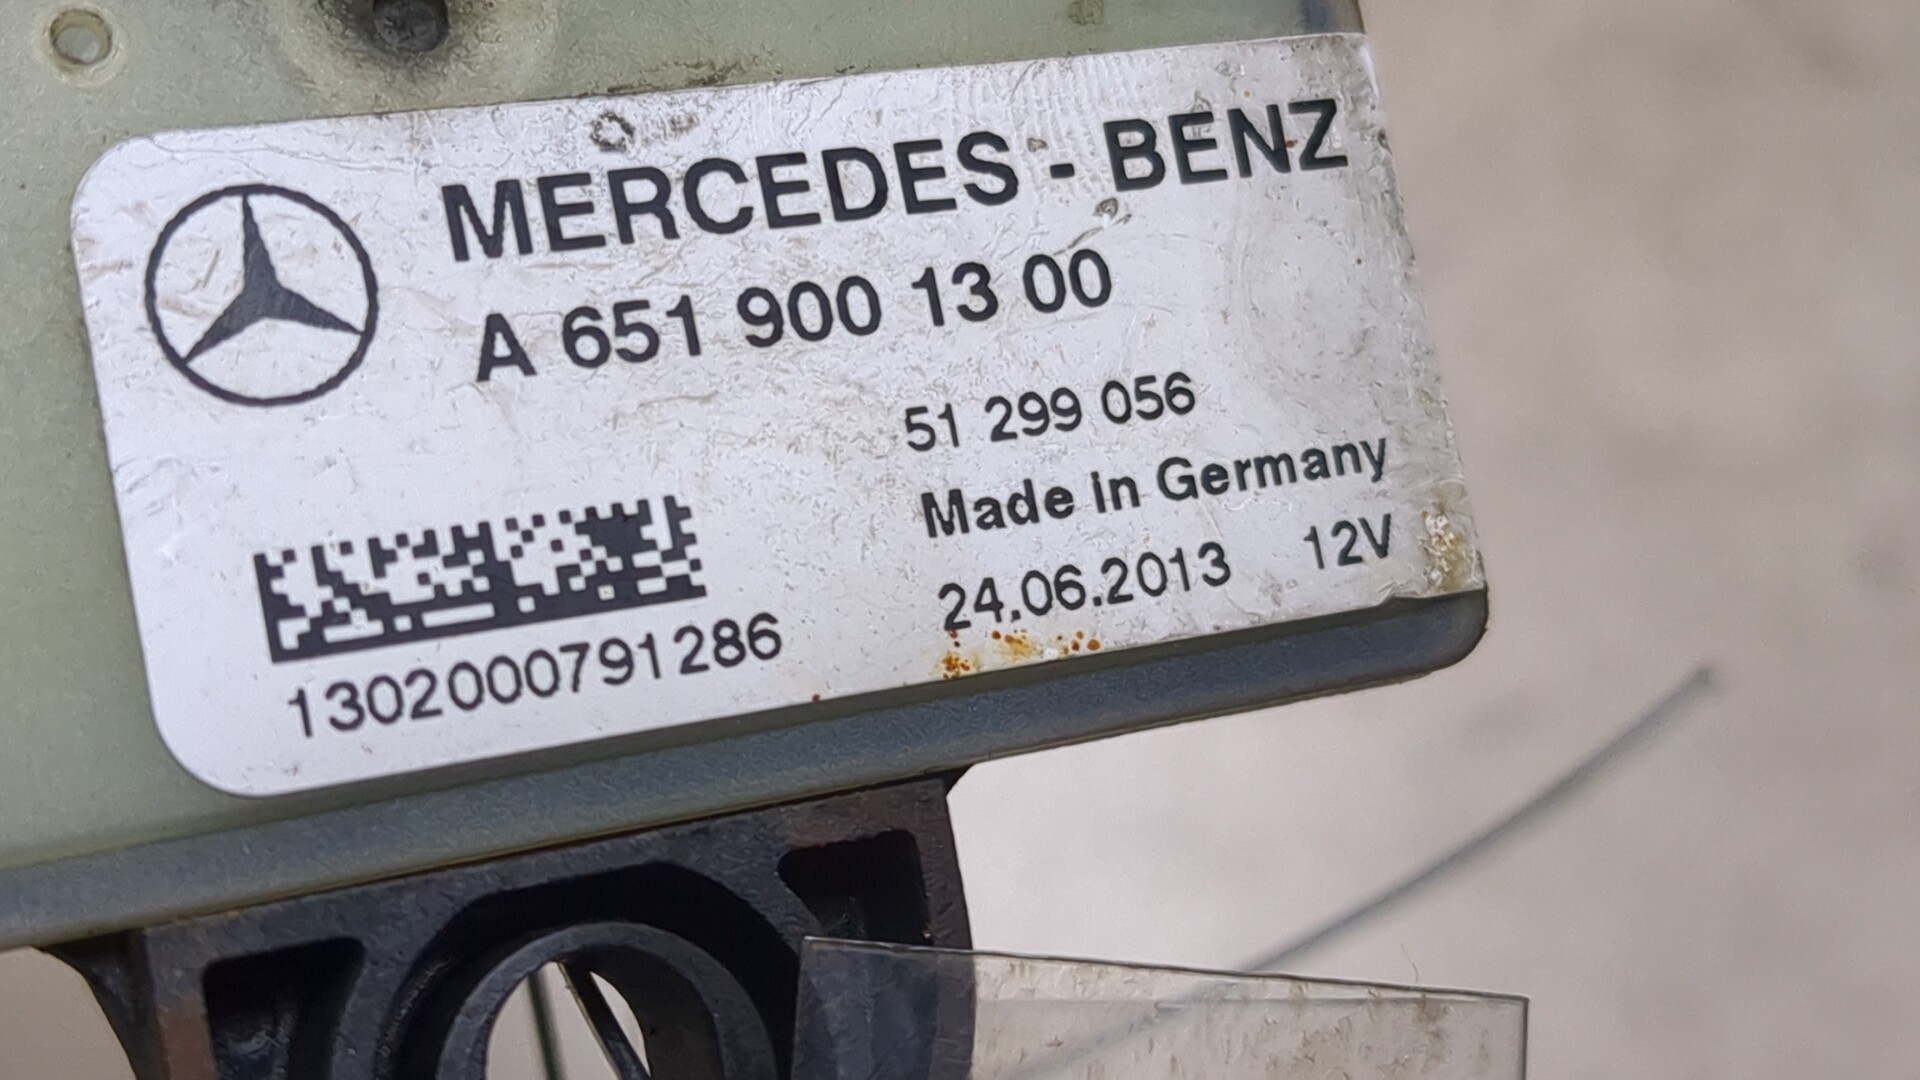 MERCEDES - BENZ
A 651 900 13 00
51 299 056
Made in Germany
24.06.2013 12V
1302000791286